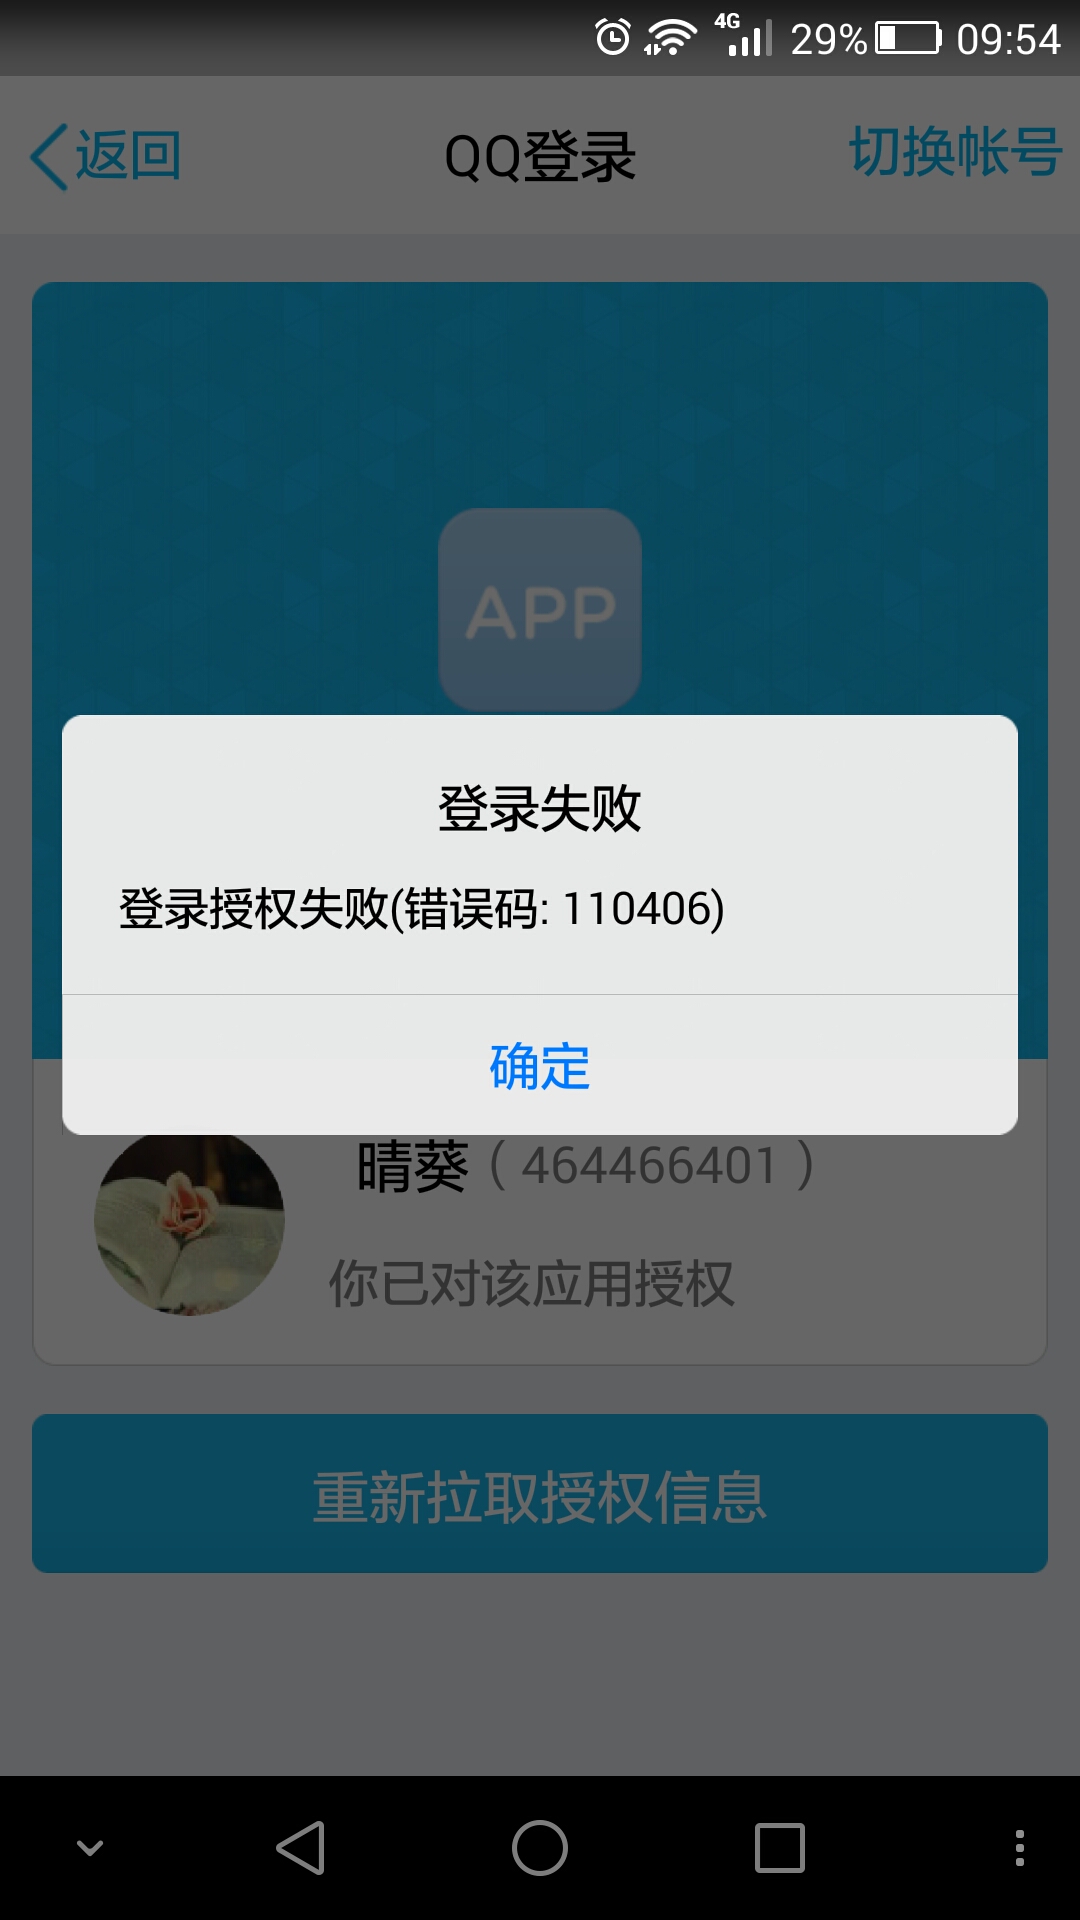 4G 29% 09:54
返回 QQ登录 切换帐号
APP
登录失败
登录授权失败(错误码: 110406)
确定
晴葵（464466401）
你已对该应用授权
重新拉取授权信息